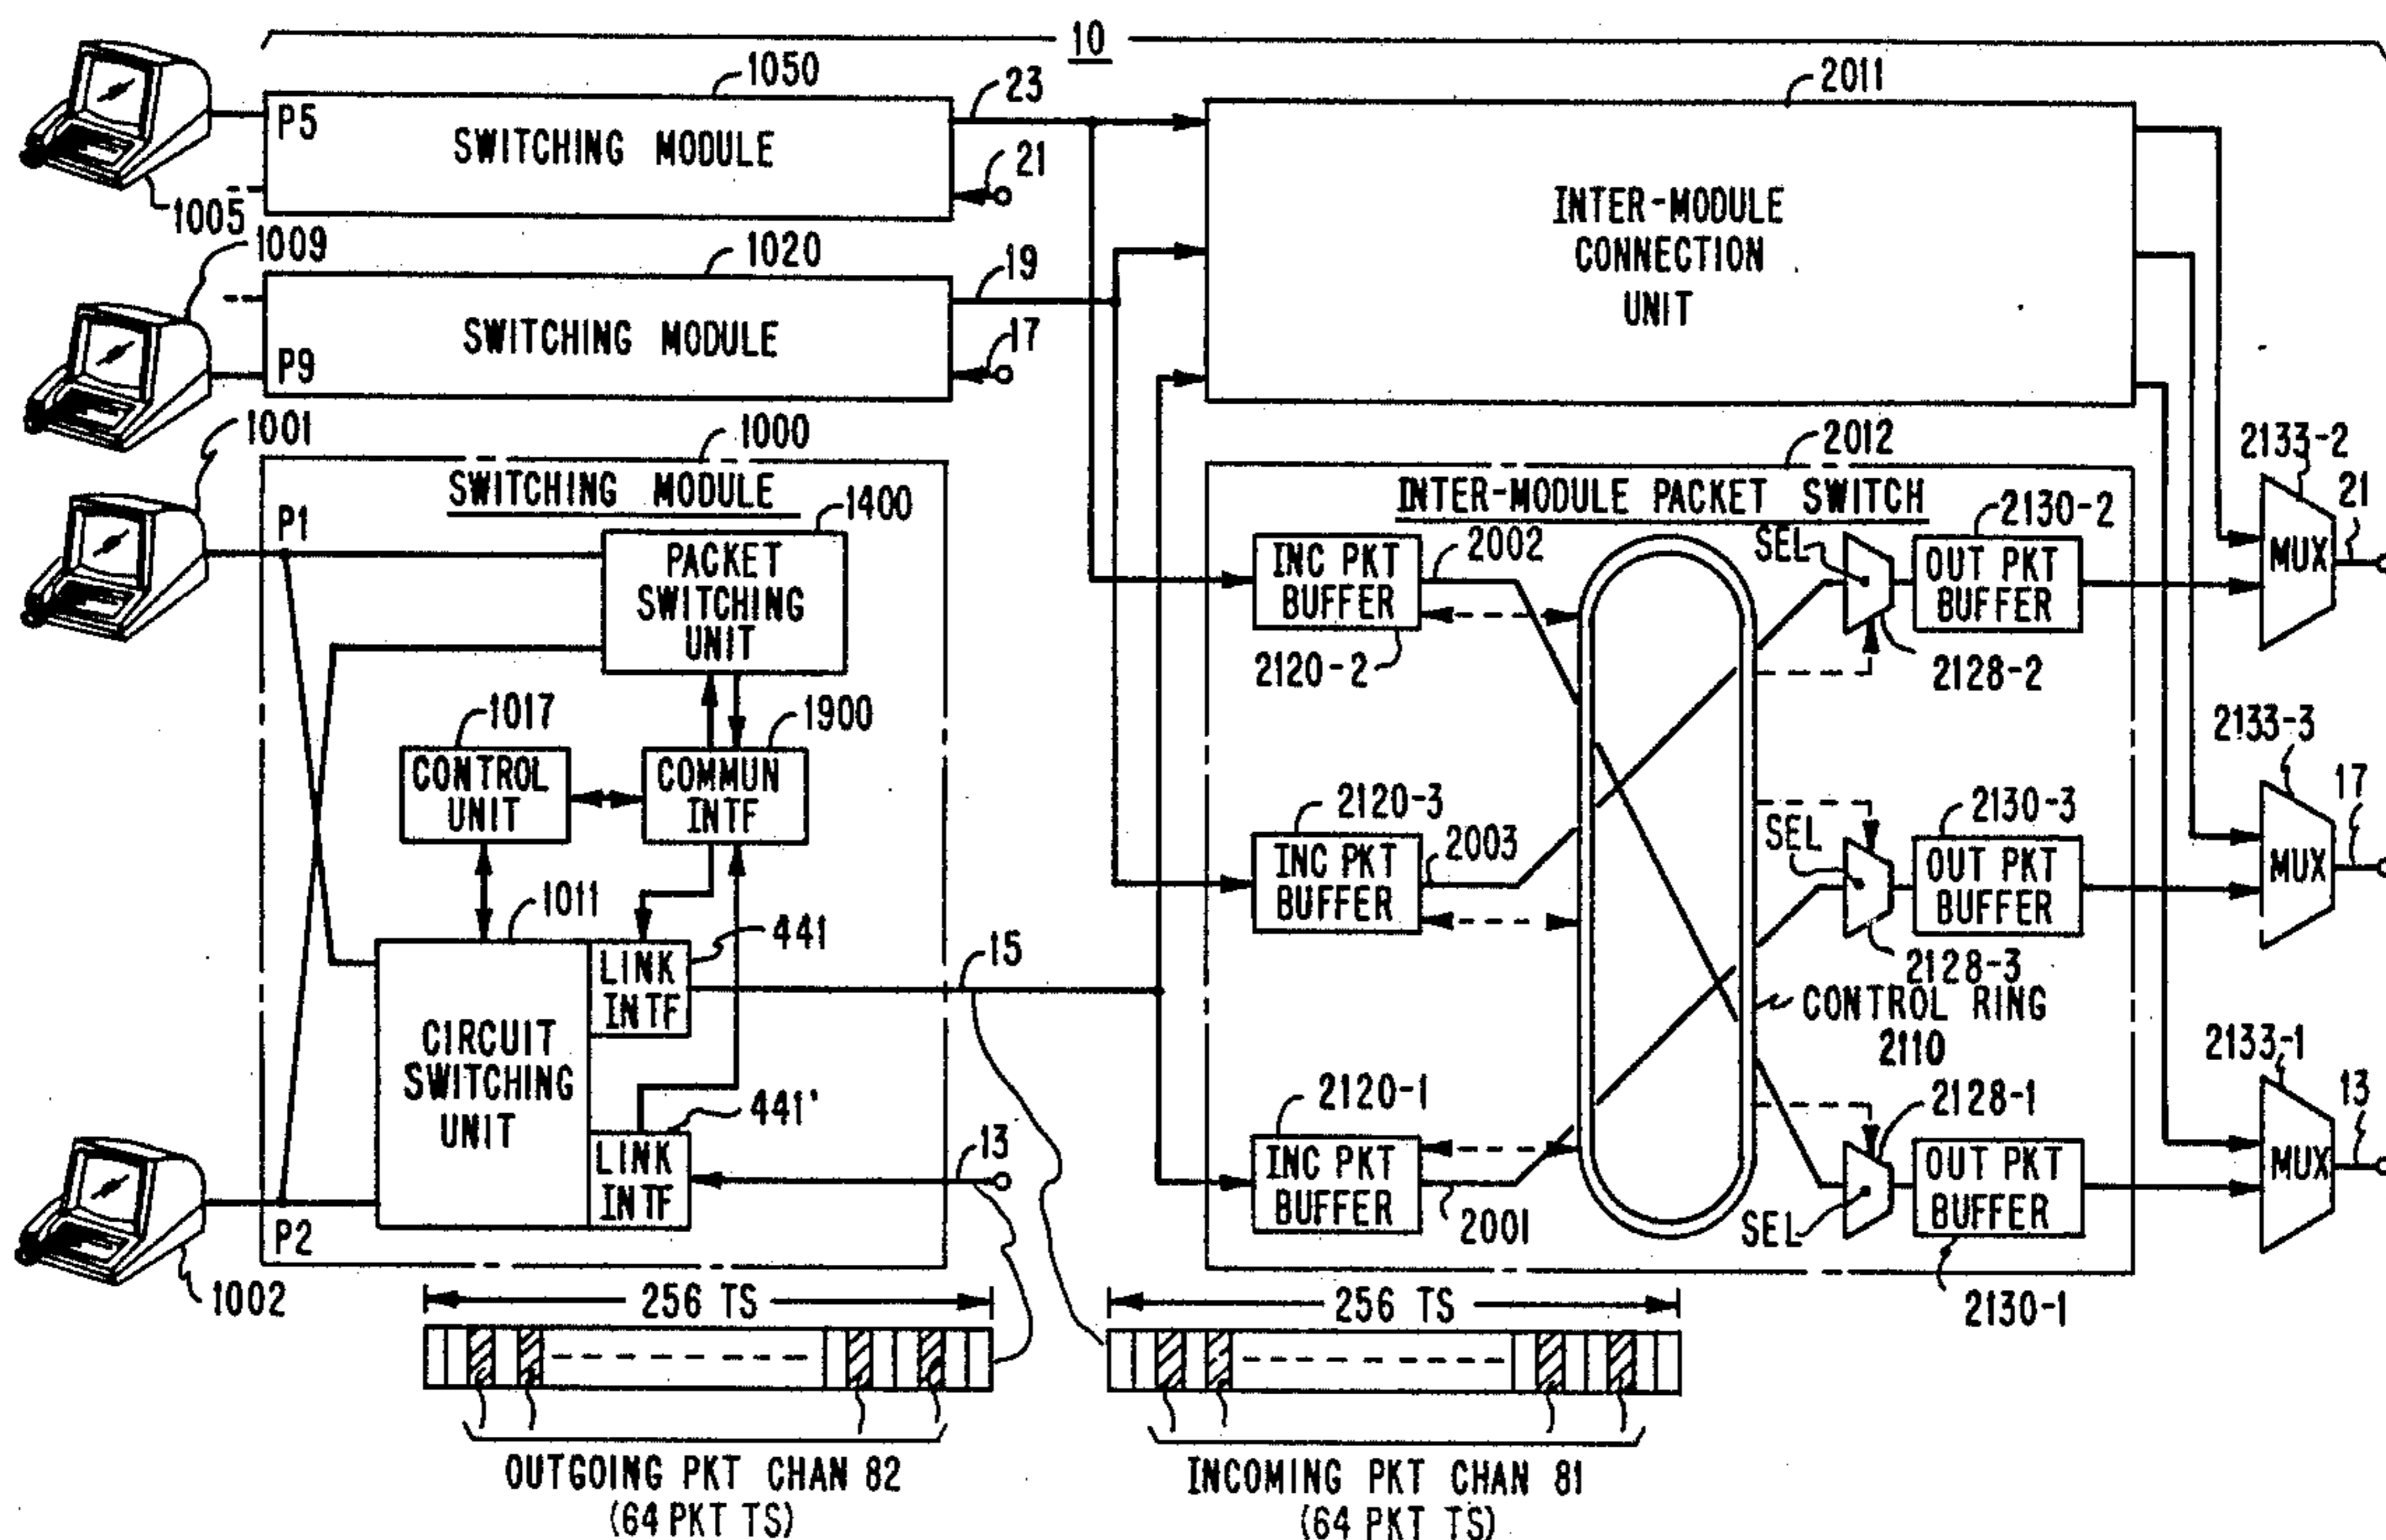 10
1050
23
2011
P5
SWITCHING MODULE
21
1005
1009
1020
19
INTER-MODULE
CONNECTION
UNIT
SWITCHING MODULE
17
P9
1001
1000
2012
2133-2
SWITCHING MODULE
1400
INTER-MODULE PACKET SWITCH
21
P1
PACKET
SWITCHING
UNIT
INC PKT
BUFFER
2002
2120-2
SEL
2130-2
OUT PKT
BUFFER
2128-2
MUX
1017
1900
CONTROL
UNIT
COMMUN
INTF
2133-3
17
2120-3
INC PKT
BUFFER
2003
SEL
2130-3
OUT PKT
BUFFER
2128-3
MUX
1011
441
LINK
INTF
15
CONTROL RING
2110
CIRCUIT
SWITCHING
UNIT
2133-1
13
441'
LINK
INTF
13
2120-1
INC PKT
BUFFER
2001
2128-1
OUT PKT
BUFFER
SEL
2130-1
MUX
P2
1002
256 TS
256 TS
OUTGOING PKT CHAN 82
(64 PKT TS)
INCOMING PKT CHAN 81
(64 PKT TS)